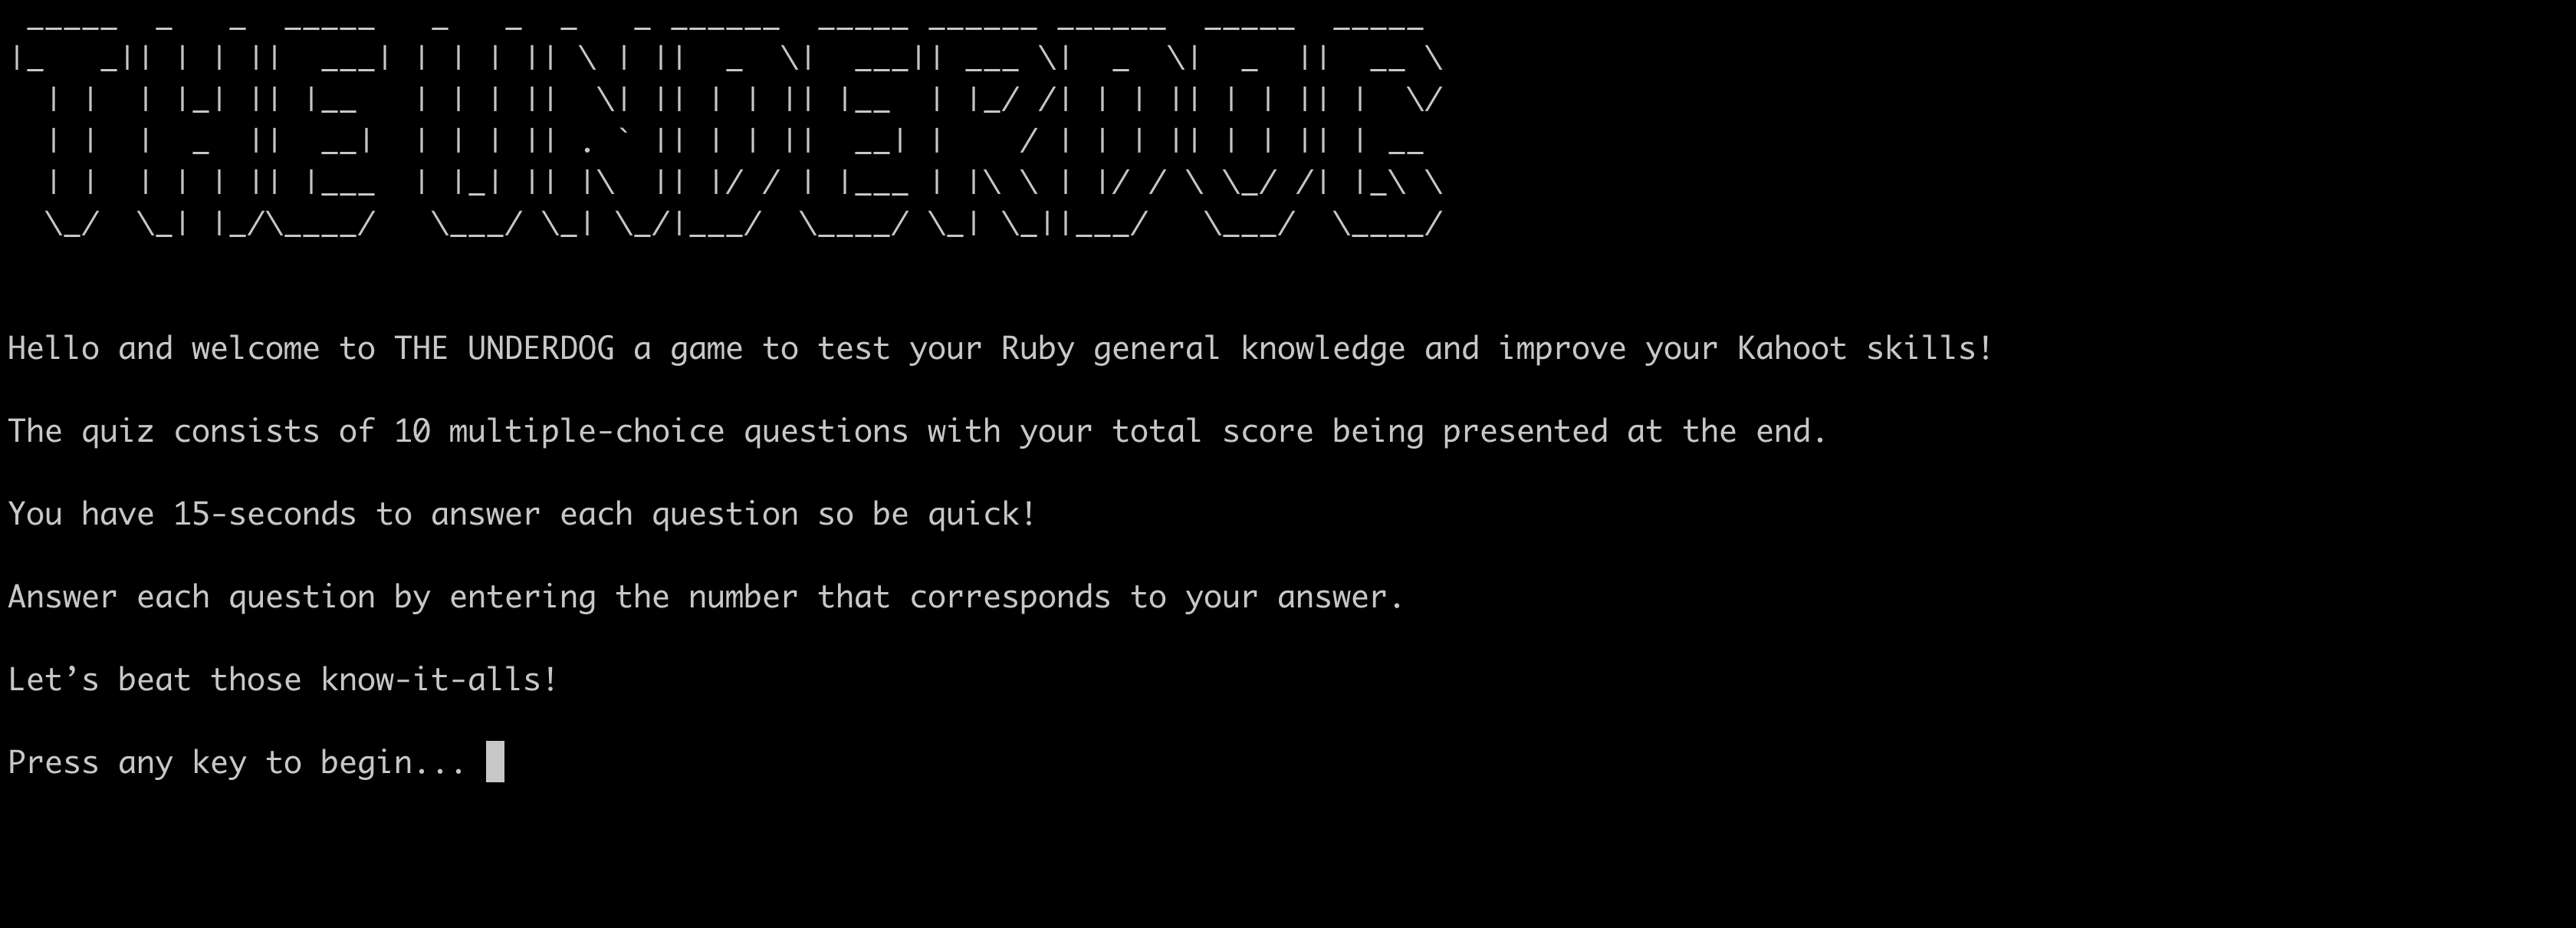 THE UNDERDOG
Hello and welcome to THE UNDERDOG a game to test your Ruby general knowledge and improve your Kahoot skills!
The quiz consists of 10 multiple-choice questions with your total score being presented at the end.
You have 15-seconds to answer each question so be quick!
Answer each question by entering the number that corresponds to your answer.
Let’s beat those know-it-alls!
Press any key to begin...